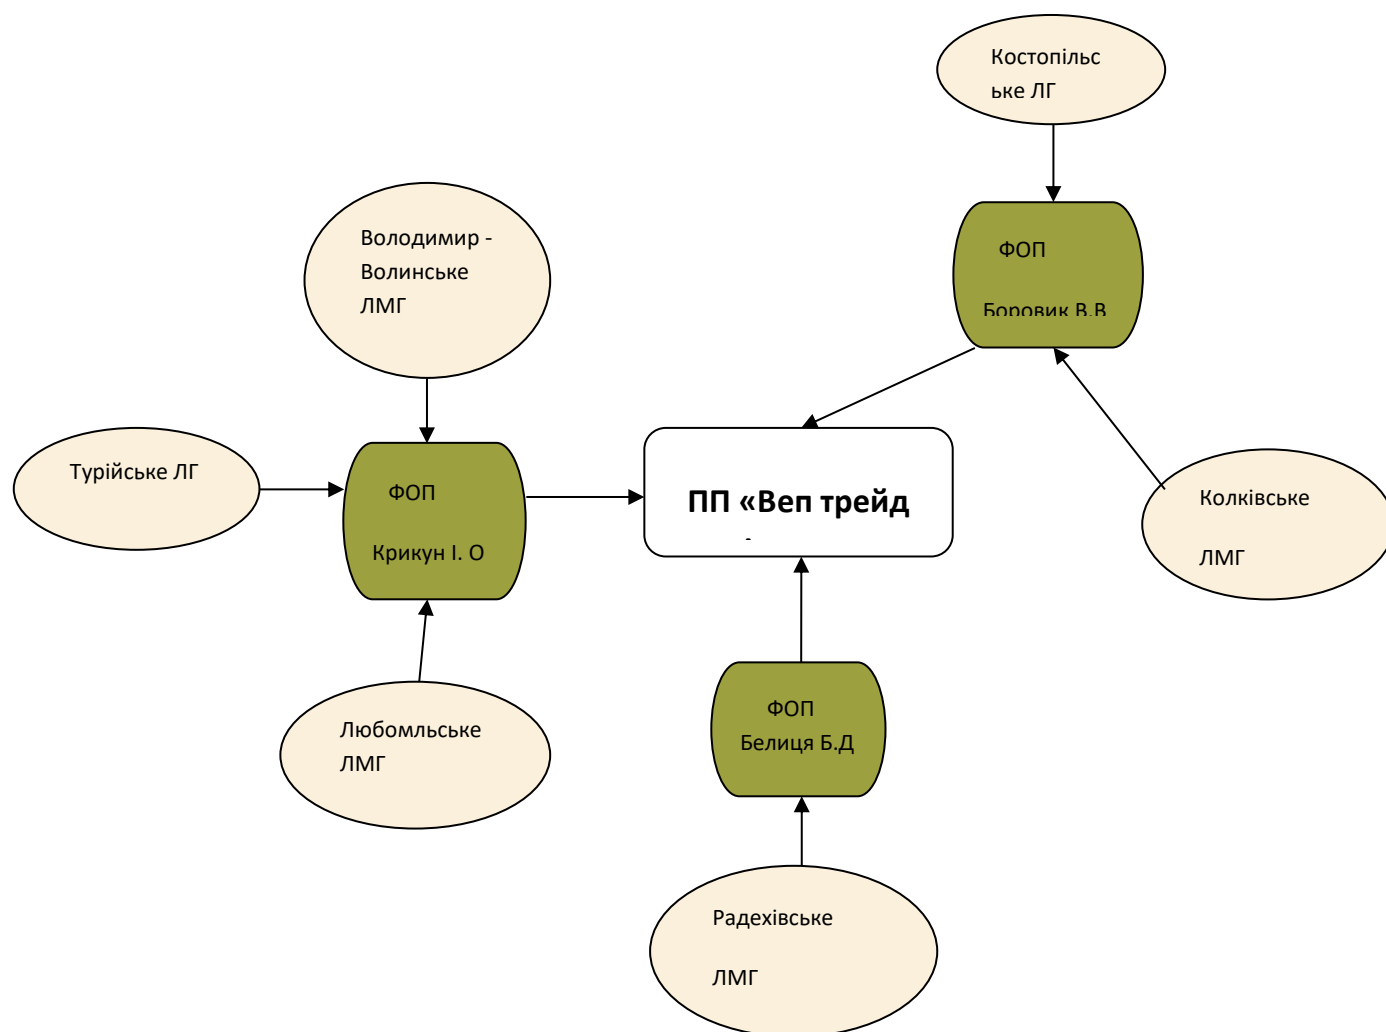 Костопільс
ьке ЛГ
ФОП
Боровик В.В
Володимир -
Волинське
ЛМГ
Турійське ЛГ
ФОП
Крикун І. О
ПП «Веп трейд
Колківське
ЛМГ
Любомльське
ЛМГ
ФОП
Белиця Б.Д
Радехівське
ЛМГ